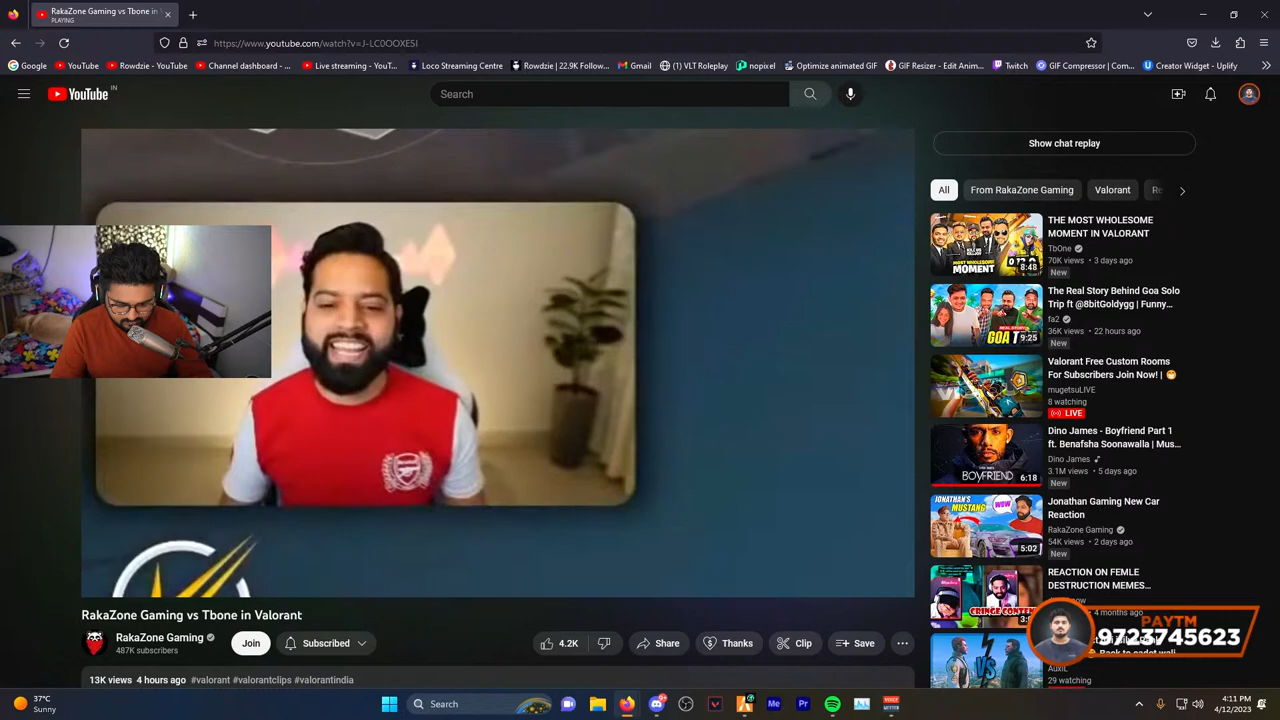 RakaZone Gaming vs Tbone in V
PLAYING
https://www.youtube.com/watch?v=J-LC0OOXE5I
Google
YouTube
Rowdzie - YouTube
Channel dashboard - ...
Live streaming - YouT...
Loco Streaming Centre
Rowdzie | 22.9K Follow...
Gmail
(1) VLT Roleplay
nopixel
Optimize animated GIF
GIF Resizer - Edit Anim...
Twitch
GIF Compressor | Com...
Creator Widget - Uplify
YouTube IN
Search
Show chat replay
All
From RakaZone Gaming
Valorant
Re
THE MOST WHOLESOME
MOMENT IN VALORANT
TbOne
70K views • 3 days ago
New
MOST WHOLESOME
MOMENT
8:48
The Real Story Behind Goa Solo
Trip ft @8bitGoldygg | Funny...
fa2
36K views • 22 hours ago
New
REAL STORY
GOA T
9:25
Valorant Free Custom Rooms
For Subscribers Join Now! |
mugetsuLIVE
8 watching
LIVE
Dino James - Boyfriend Part 1
ft. Benafsha Soonawalla | Mus...
Dino James
3.1M views • 5 days ago
New
BOYFRIEND
6:18
Jonathan Gaming New Car
Reaction
RakaZone Gaming
54K views • 2 days ago
New
JONATHAN'S
MUSTANG
WOW
5:02
REACTION ON FEMLE
DESTRUCTION MEMES...
4 months ago
CRINGE CONTEN
VS
AuxiL
29 watching
PAYTM
9723745623
Arsenal
RakaZone Gaming vs Tbone in Valorant
RakaZone Gaming
487K subscribers
Join
Subscribed
4.2K
Share
Thanks
Clip
Save
13K views 4 hours ago #valorant #valorantclips #valorantindia
37°C
Sunny
Search
4:11 PM
4/12/2023